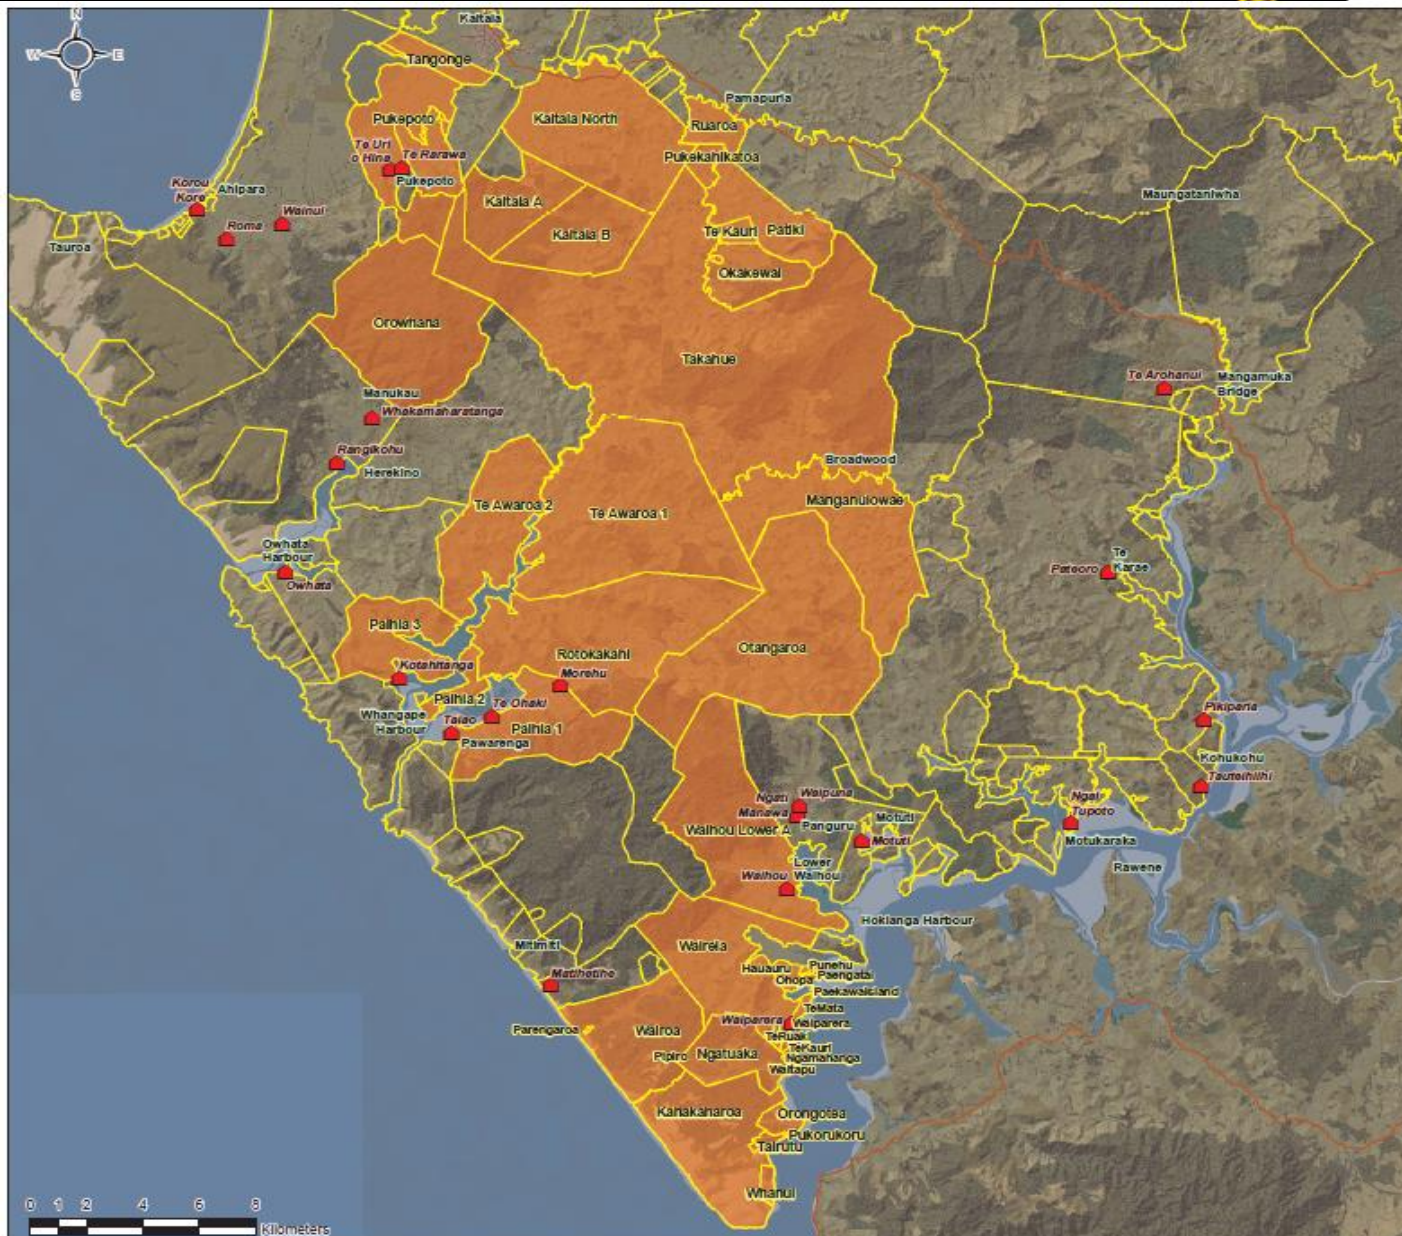 N
W E
S
Kaitaia
Tangonge
Pukepoto
Kaitaia North
Pamapuria
Ruaroa
Pukekahikatoa
Te Uri
o Hina
Te Rarawa
Pukepoto
Korou
Kore
Ahipara
Roma
Wainui
Tauroa
Kaitaia A
Kaitaia B
Te Kauri
Patiki
Okakewai
Maungataniwha
Orowhana
Takahue
Manukau
Whakamaharatanga
Te Arohanui
Mangamuka
Bridge
Rangikohu
Herekino
Broadwood
Manganuiowae
Te Awaroa 2
Te Awaroa 1
Owhata
Harbour
Owhata
Pateoro
Te
Karae
Paihia 3
Rotokakahi
Otangaroa
Kotahitanga
Morehu
Paihia 2
Te Ohaki
Whangape
Harbour
Taiao
Paihia 1
Pawarenga
Pikiparia
Kohukohu
Tauteihiihi
Ngati
Manawa
Waipuna
Waihou Lower A
Panguru
Motuti
Motuti
Ngai
Tupoto
Motukaraka
Rawene
Lower
Waihou
Waihou
Hokianga Harbour
Mitimiti
Waireia
Hauauru
Punehu
Ohopa
Paengatai
Matihetihe
PaekawaIsland
TeMata
Waiparera
Waiparera
Parengaroa
Wairoa
TeRuaki
TeKauri
Pipiro
Ngatuaka
Ngamahanga
Waitapu
Kahakaharoa
Orongotea
Pukorukoru
Tairutu
Whanui
0 1 2 4 6 8
Kilometers